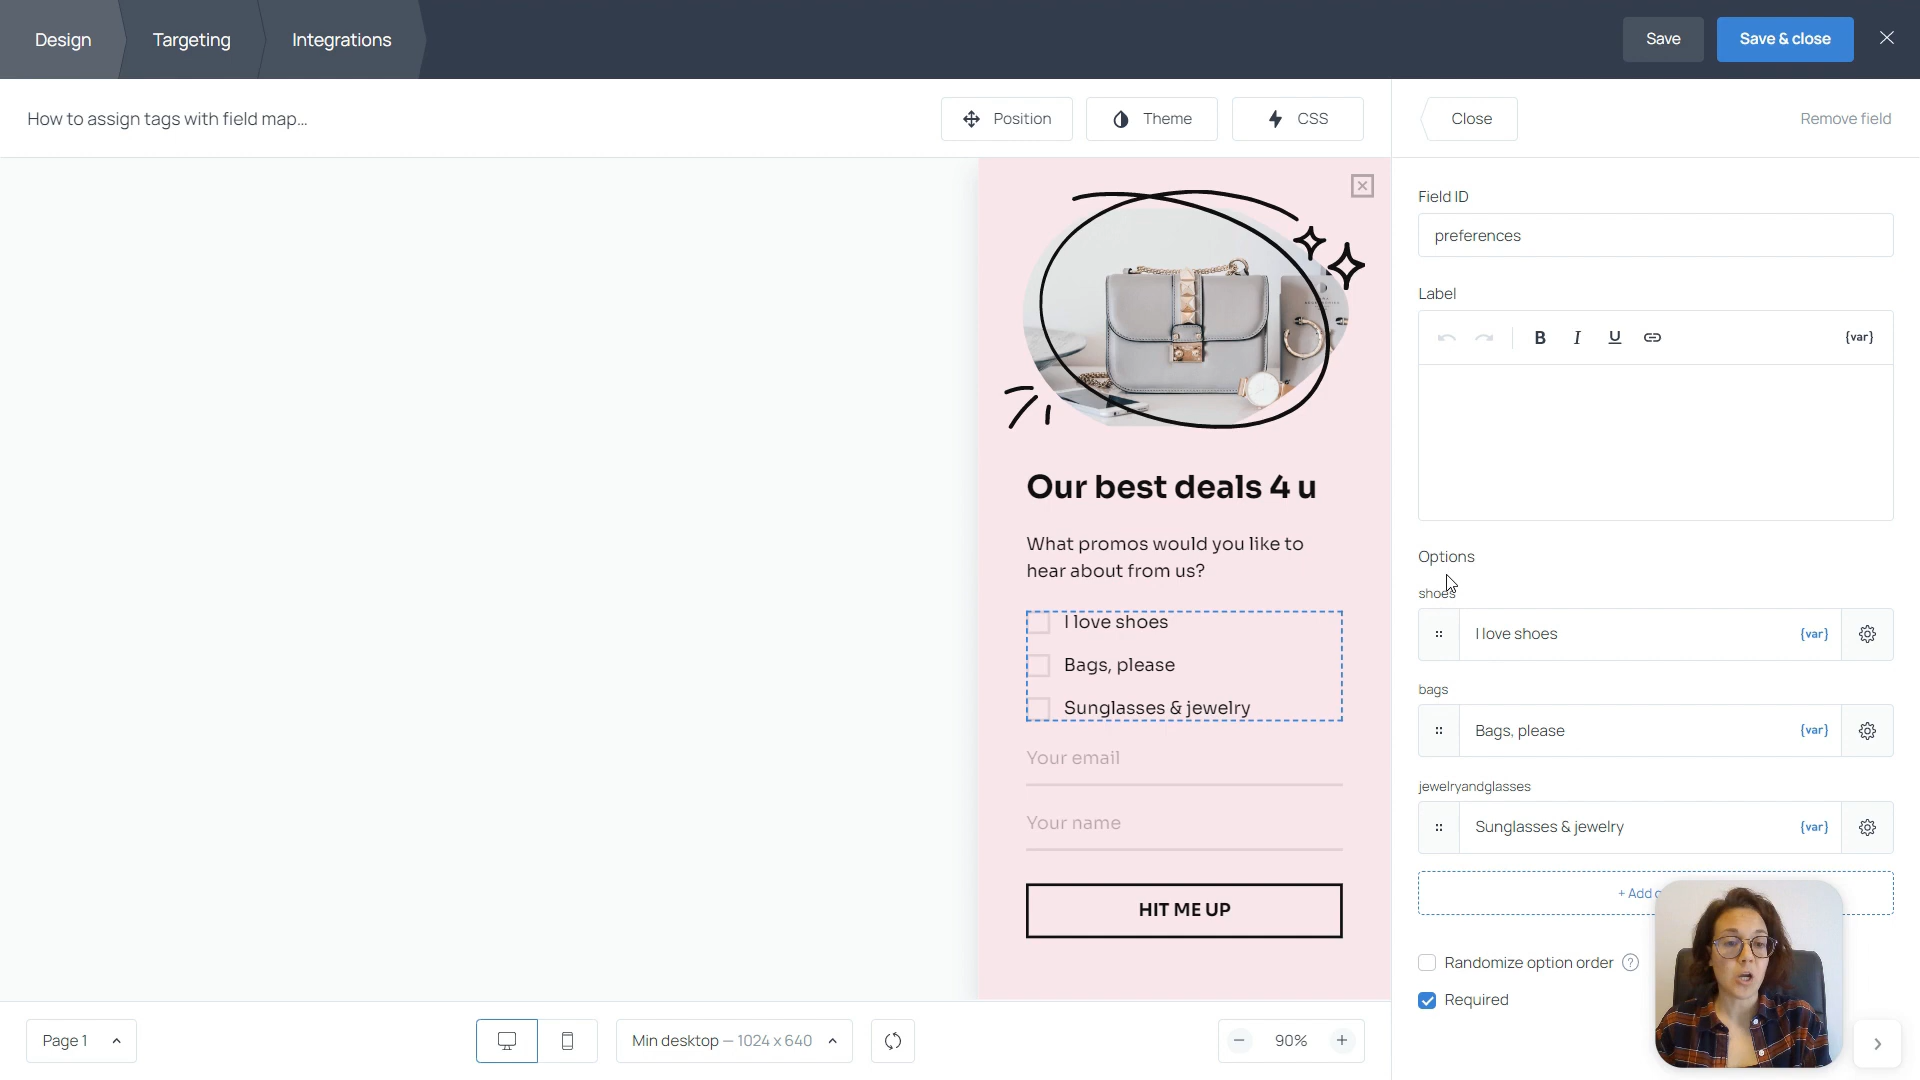 Design
Targeting
Integrations
Save
Save & close
How to assign tags with field map...
Position
Theme
CSS
Close
Remove field
Our best deals 4 u
What promos would you like to
hear about from us?
I love shoes
Bags, please
Sunglasses & jewelry
Your email
Your name
HIT ME UP
Field ID
preferences
Label
B
I
U
{var}
Options
shoes
I love shoes
{var}
bags
Bags, please
{var}
jewelryandglasses
Sunglasses & jewelry
{var}
+ Add
Randomize option order ?
Required
Page 1
Min desktop – 1024 x 640
90%